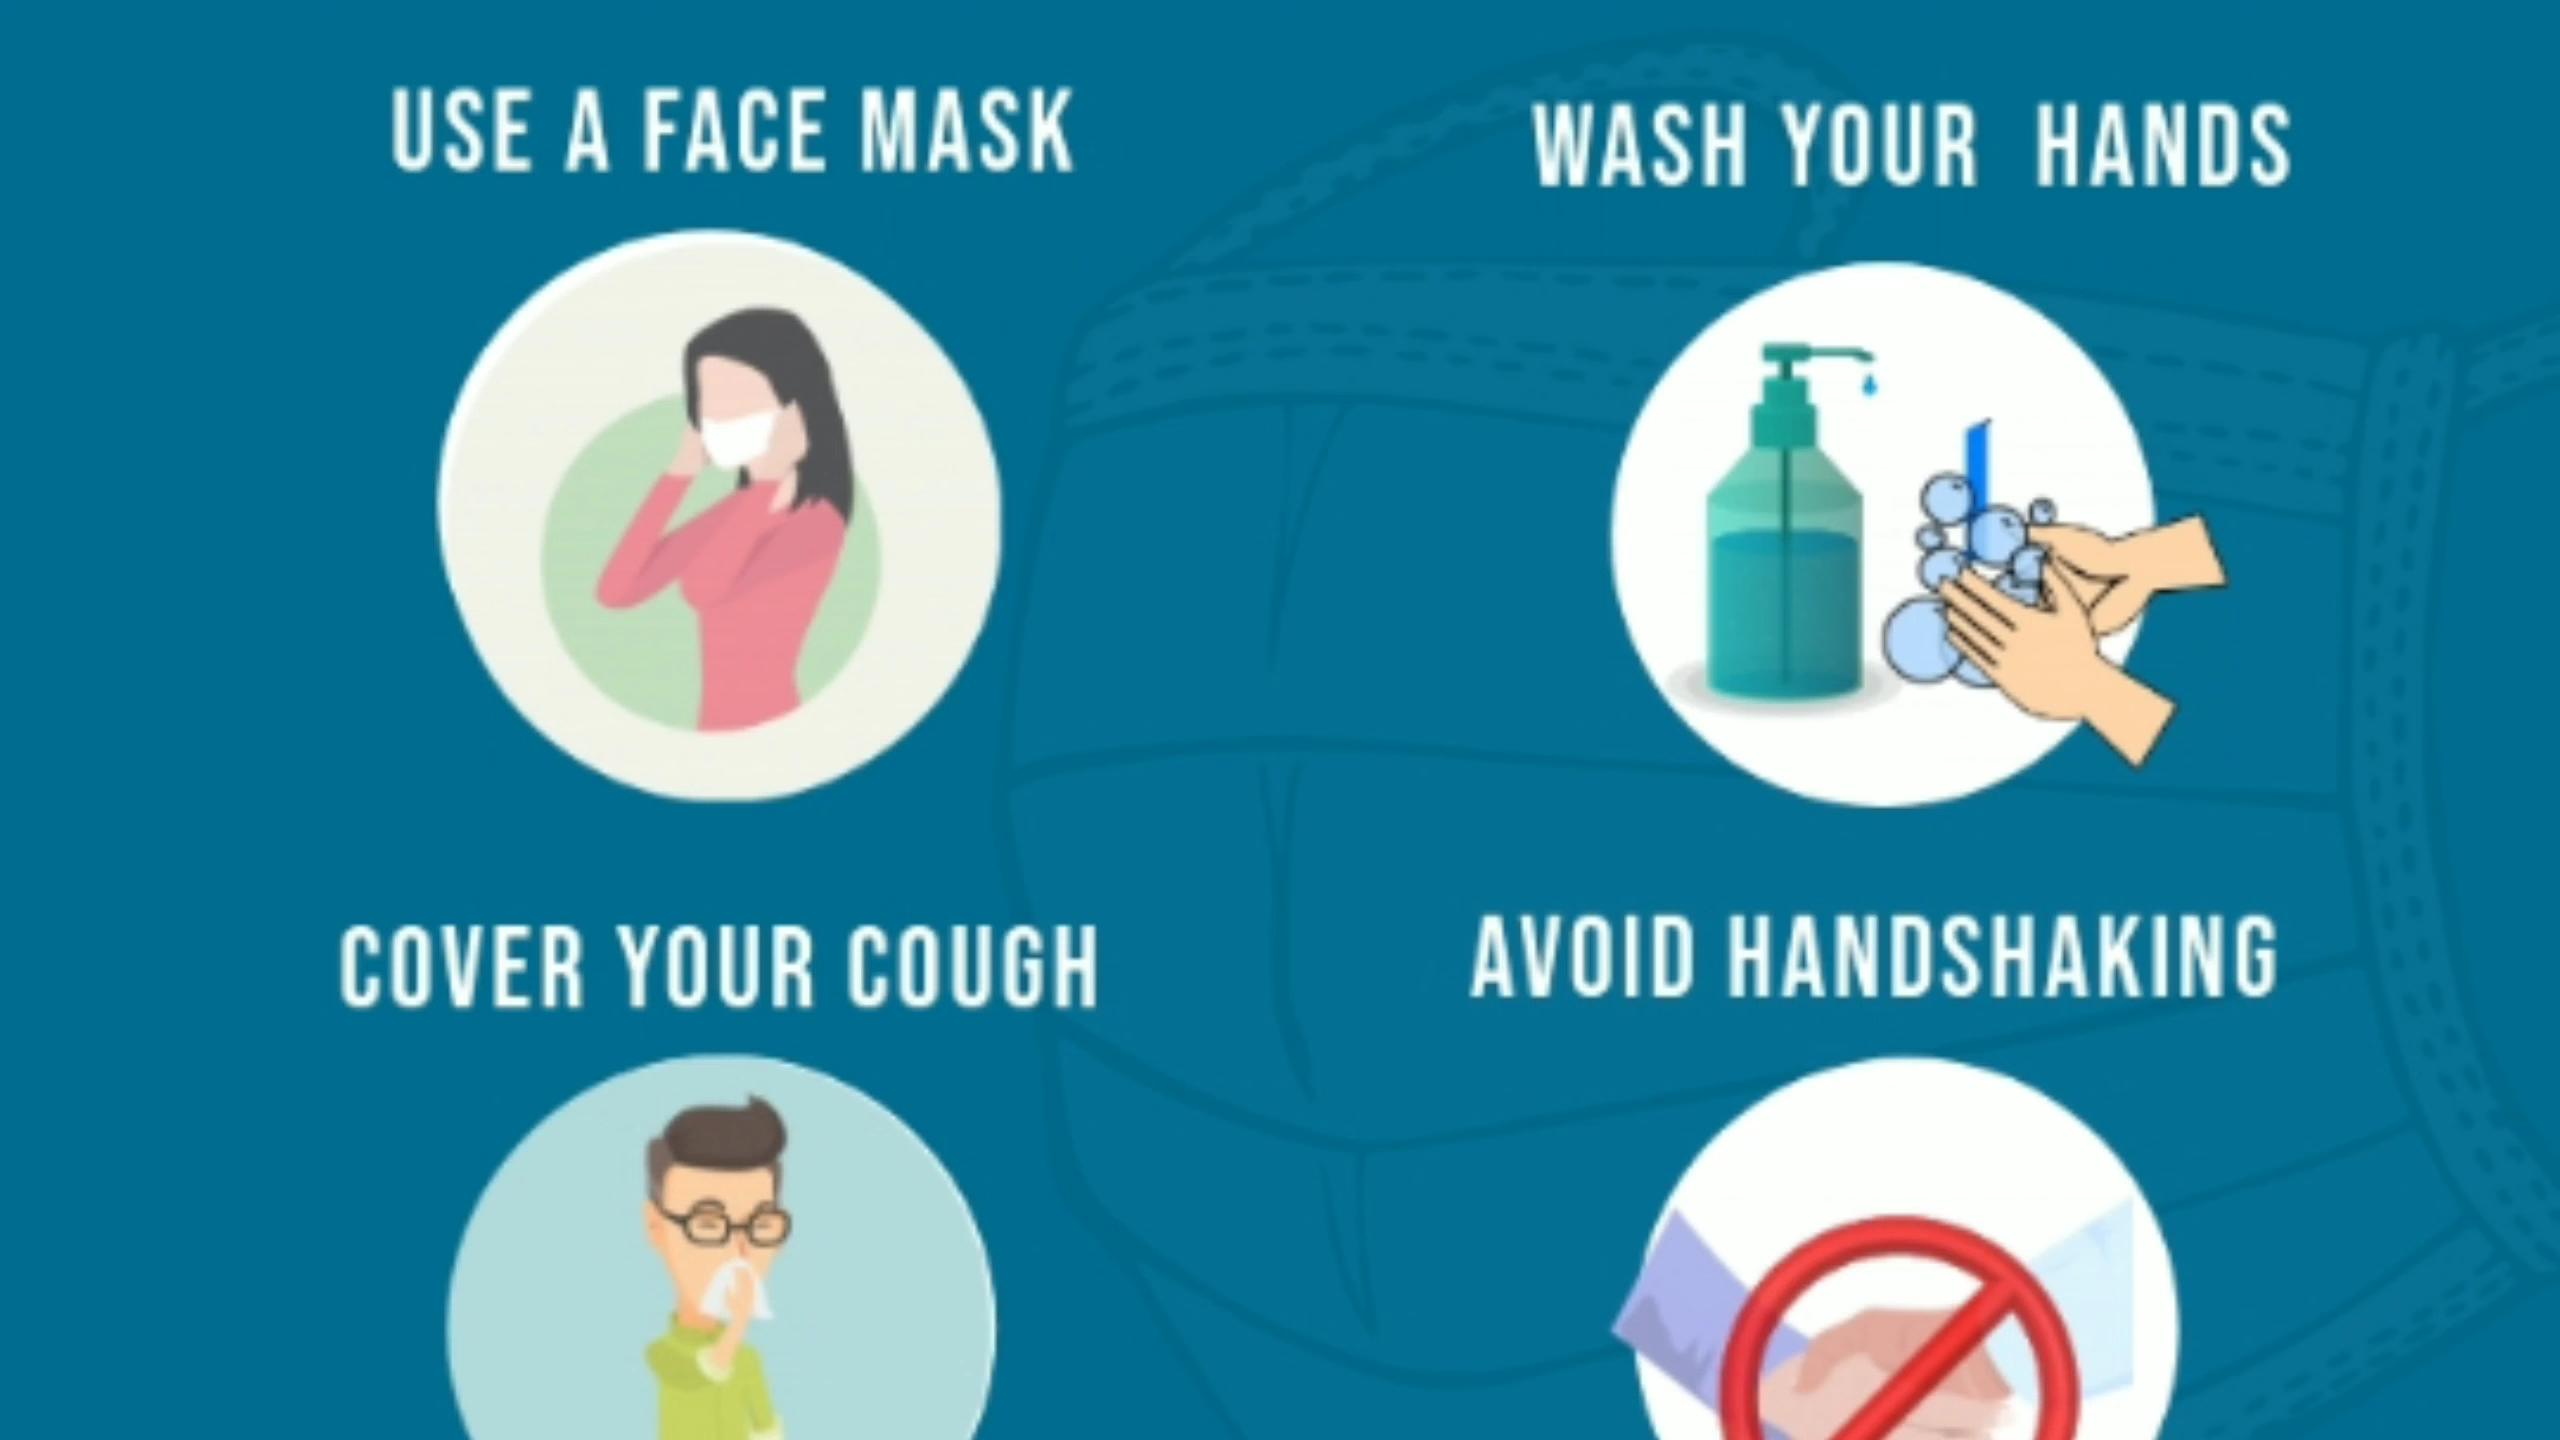 USE A FACE MASK
WASH YOUR  HANDS
COVER YOUR COUGH
AVOID HANDSHAKING